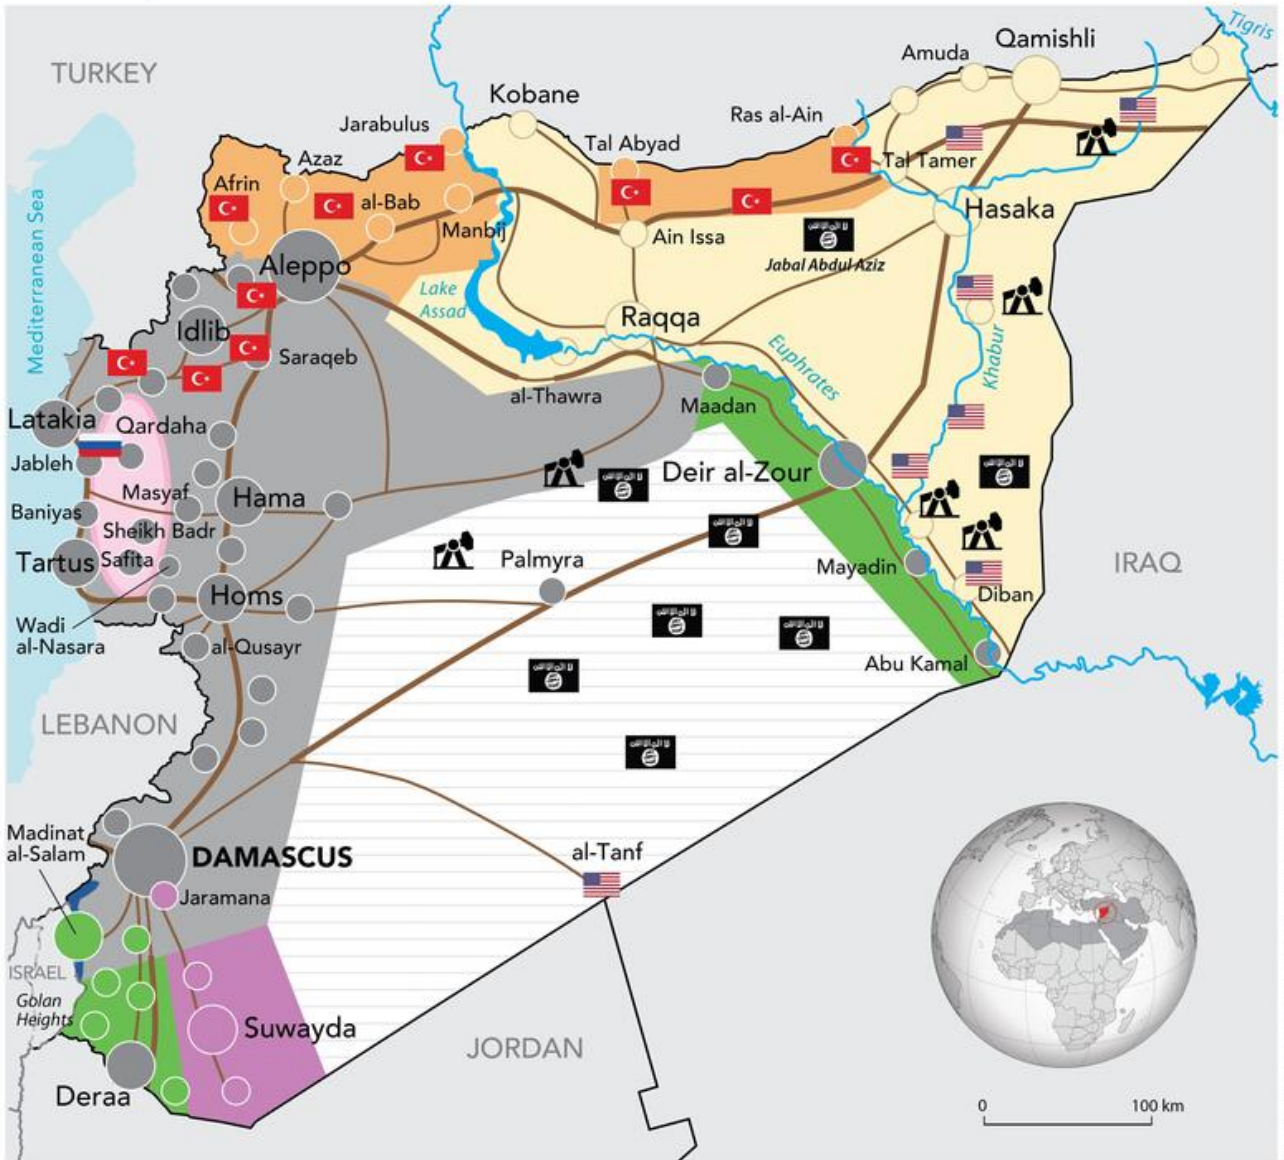 Tigris
TURKEY
Qamishli
Amuda
Kobane
Ras al-Ain
Jarabulus
Tal Abyad
Azaz
Tal Tamer
Afrin
al-Bab
Mediterranean Sea
Hasaka
Manbij
Ain Issa
Jabal Abdul Aziz
Aleppo
Lake
Assad
Raqqa
Idlib
Saraqeb
Euphrates
Khabur
al-Thawra
Maadan
Latakia
Qardaha
Jableh
Deir al-Zour
Masyaf
Hama
Baniyas
Sheikh Badr
Tartus
Safita
Palmyra
Mayadin
IRAQ
Homs
Diban
Wadi
al-Nasara
al-Qusayr
Abu Kamal
LEBANON
Madinat
al-Salam
DAMASCUS
al-Tanf
Jaramana
ISRAEL
Golan
Heights
Suwayda
JORDAN
Deraa
0
100 km